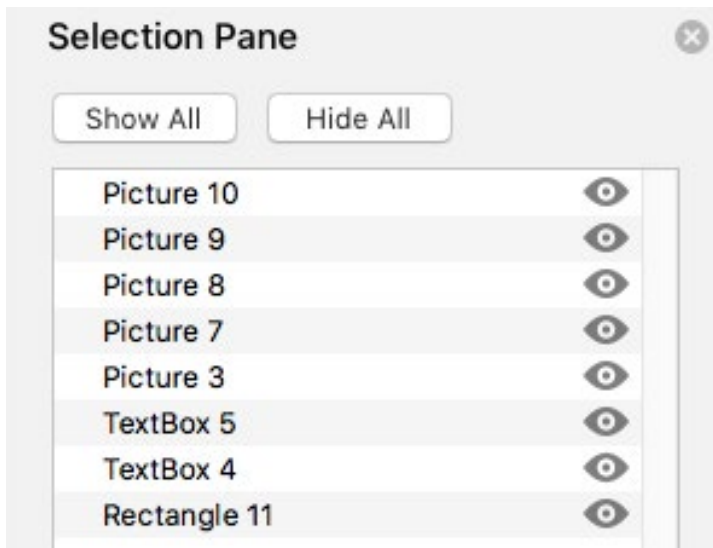 Selection Pane
Show All Hide All
Picture 10
Picture 9
Picture 8
Picture 7
Picture 3
TextBox 5
TextBox 4
Rectangle 11